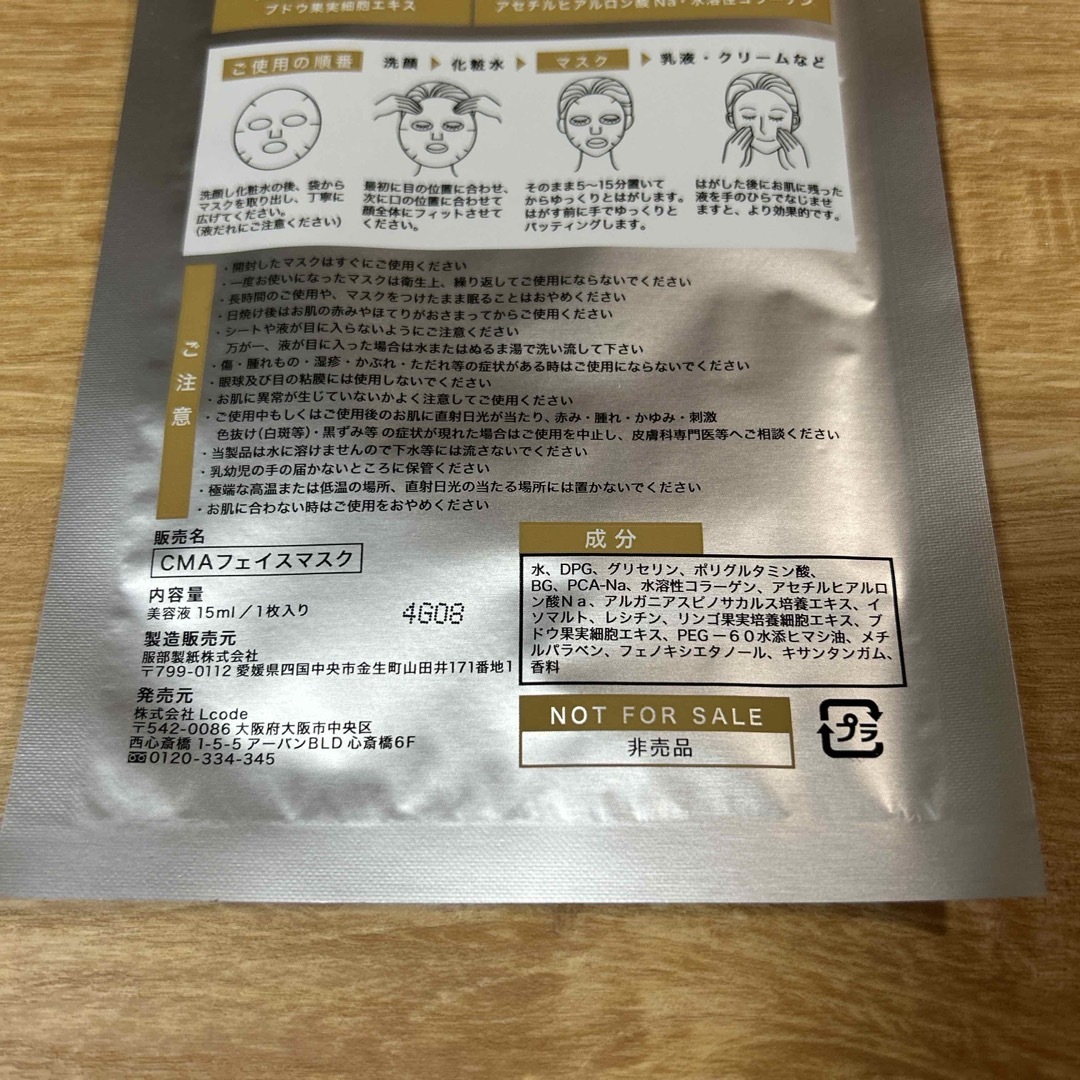 ブドウ果実細胞エキス
アセチルヒアルロン酸Na・水溶性コラーゲン
ご使用の順番 洗顔 ▶ 化粧水 ▶ マスク ▶ 乳液・クリームなど
洗顔し化粧水の後、袋から
マスクを取り出し、丁寧に
広げてください。
(液だれにご注意ください)
最初に目の位置に合わせ、
次に口の位置に合わせて
顔全体にフィットさせて
ください。
そのまま5〜15分置いて
からゆっくりとはがします。
はがす前に手でゆっくりと
パッティングします。
はがした後にお肌に残った
液を手のひらでなじませ
ますと、より効果的です。
ご注意
・開封したマスクはすぐにご使用ください
・一度お使いになったマスクは衛生上、繰り返してご使用にならないでください
・長時間のご使用や、マスクをつけたまま眠ることはおやめください
・日焼け後はお肌の赤みやほてりがおさまってからご使用ください
・シートや液が目に入らないようにご注意ください
万が一、液が目に入った場合は水またはぬるま湯で洗い流して下さい
・傷・腫れもの・湿疹・かぶれ・ただれ等の症状がある時はご使用にならないでください
・眼球及び目の粘膜には使用しないでください
・お肌に異常が生じていないかよく注意してご使用ください
・ご使用中もしくはご使用後のお肌に直射日光が当たり、赤み・腫れ・かゆみ・刺激
色抜け(白斑等)・黒ずみ等 の症状が現れた場合はご使用を中止し、皮膚科専門医等へご相談ください
・当製品は水に溶けませんので下水等には流さないでください
・乳幼児の手の届かないところに保管ください
・極端な高温または低温の場所、直射日光の当たる場所には置かないでください
・お肌に合わない時はご使用をおやめください
販売名
CMAフェイスマスク
内容量
美容液 15ml／1枚入り
4G08
製造販売元
服部製紙株式会社
〒799-0112 愛媛県四国中央市金生町山田井171番地1
発売元
株式会社 Lcode
〒542-0086 大阪府大阪市中央区
西心斎橋 1-5-5 アーバンBLD 心斎橋6F
0120-334-345
成分
水、DPG、グリセリン、ポリグルタミン酸、
BG、PCA-Na、水溶性コラーゲン、アセチルヒアルロ
ン酸Ｎａ、アルガニアスピノサカルス培養エキス、イ
ソマルト、レシチン、リンゴ果実培養細胞エキス、ブ
ドウ果実細胞エキス、PEG－６０水添ヒマシ油、メチ
ルパラベン、フェノキシエタノール、キサンタンガム、
香料
NOT FOR SALE
非売品
プラ